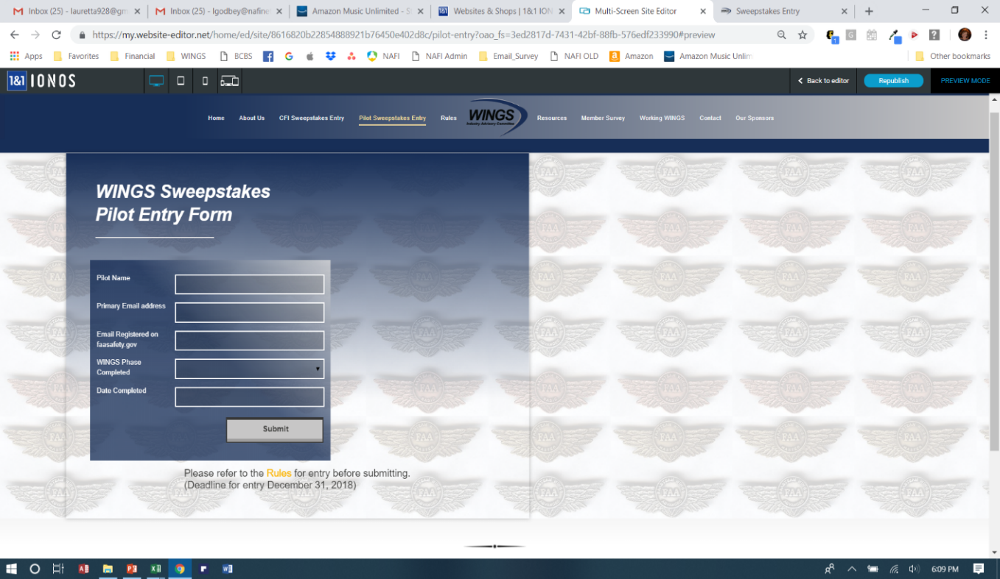 Inbox (25) - lauretta928@gm
Inbox (25) - lgodbey@nafine
Amazon Music Unlimited - S
Websites & Shops | 1&1 ION
Multi-Screen Site Editor
Sweepstakes Entry
https://my.website-editor.net/home/ed/site/8616820b22854888921b76450e402d8c/pilot-entry?oao_fs=3ed2817d-7431-42bf-88fb-576edf233990#preview
Apps Favorites Financial WINGS BCBS NAFI NAFI Admin Email_Survey NAFI OLD Amazon Amazon Music Unlim Other bookmarks
1&1 IONOS
Back to editor
Republish
PREVIEW MODE
Home About Us CFI Sweepstakes Entry Pilot Sweepstakes Entry Rules
WINGS
Industry Advisory Committee
Resources Member Survey Working WINGS Contact Our Sponsors
WINGS Sweepstakes
Pilot Entry Form
Pilot Name
Primary Email address
Email Registered on
faasafety.gov
WINGS Phase
Completed
Date Completed
Submit
Please refer to the Rules for entry before submitting.
(Deadline for entry December 31, 2018)
FAA
6:09 PM